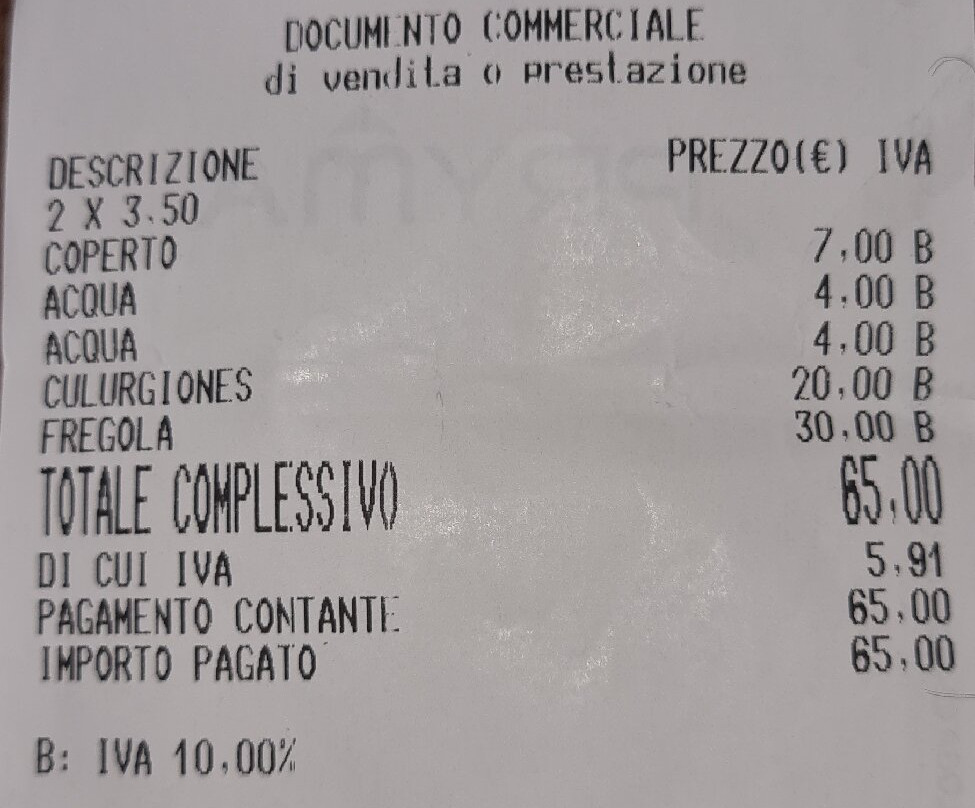 DOCUMENTO COMMERCIALE
di vendita o prestazione
DESCRIZIONE PREZZO(€) IVA
2 X 3.50
COPERTO 7,00 B
ACQUA 4,00 B
ACQUA 4,00 B
CULURGIONES 20,00 B
FREGOLA 30,00 B
TOTALE COMPLESSIVO 65,00
DI CUI IVA 5,91
PAGAMENTO CONTANTE 65,00
IMPORTO PAGATO 65,00
B: IVA 10,00%